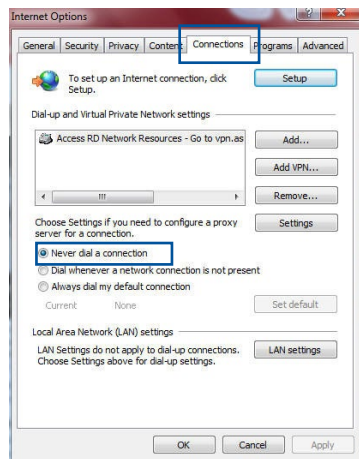 Internet Options
General Security Privacy Content Connections Programs Advanced
To set up an Internet connection, click
Setup.
Setup
Dial-up and Virtual Private Network settings
Access RD Network Resources - Go to vpn.as
Add...
Add VPN...
Remove...
Choose Settings if you need to configure a proxy
server for a connection.
Settings
Never dial a connection
Dial whenever a network connection is not present
Always dial my default connection
Current None
Set default
Local Area Network (LAN) settings
LAN Settings do not apply to dial-up connections.
Choose Settings above for dial-up settings.
LAN settings
OK Cancel Apply